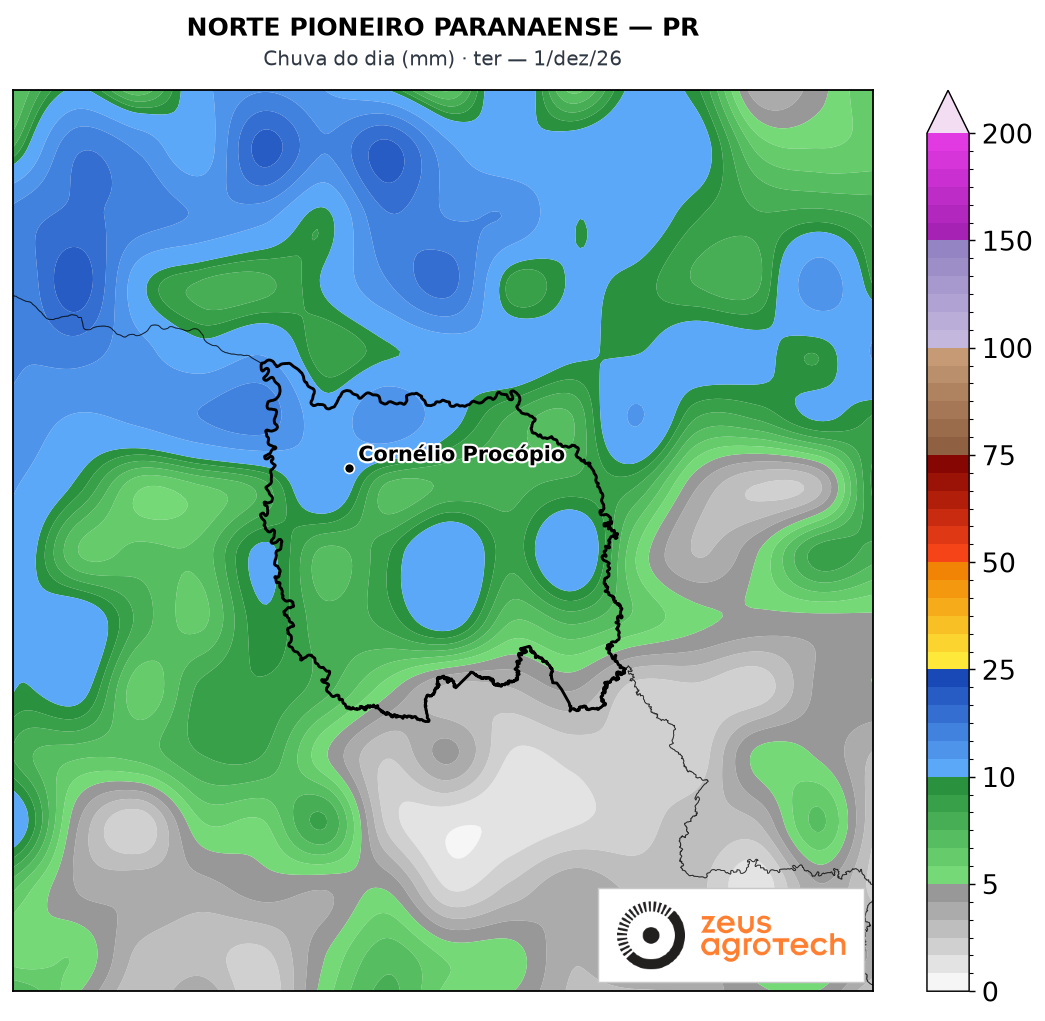 NORTE PIONEIRO PARANAENSE — PR
Chuva do dia (mm) · ter — 1/dez/26
200
150
100
75
50
25
10
5
0
Cornélio Procópio
zeus
agrotech